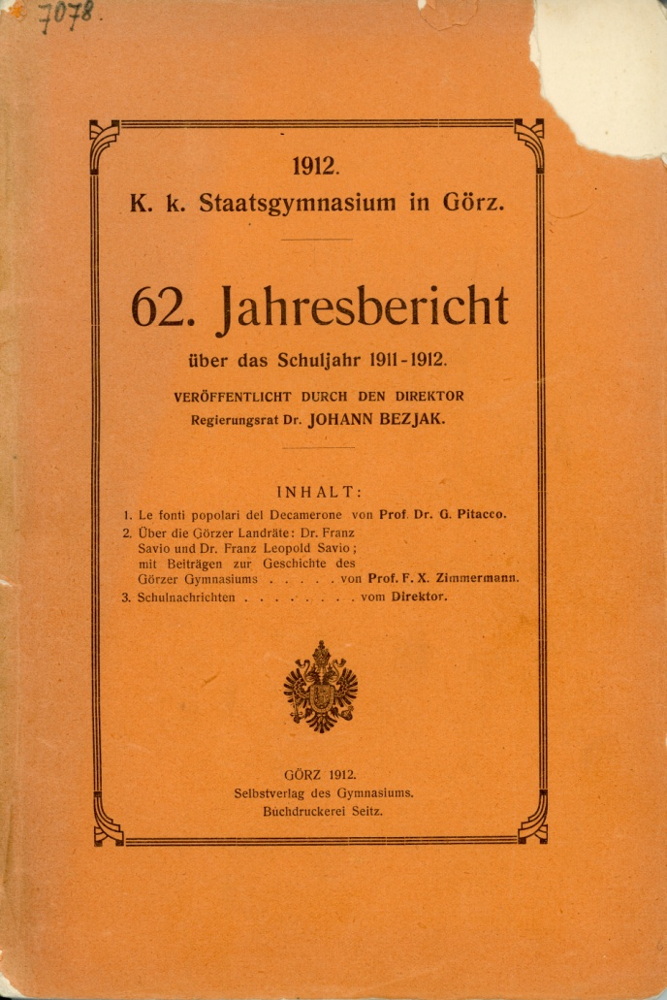 7078.
1912.
K. k. Staatsgymnasium in Görz.
62. Jahresbericht
über das Schuljahr 1911-1912.
VERÖFFENTLICHT DURCH DEN DIREKTOR
Regierungsrat Dr. JOHANN BEZJAK.
INHALT:
1. Le fonti popolari del Decamerone von Prof. Dr. G. Pitacco.
2. Über die Görzer Landräte: Dr. Franz
Savio und Dr. Franz Leopold Savio;
mit Beiträgen zur Geschichte des
Görzer Gymnasiums . . . . . von Prof. F. X. Zimmermann.
3. Schulnachrichten . . . . . . . . vom Direktor.
GÖRZ 1912.
Selbstverlag des Gymnasiums.
Buchdruckerei Seitz.